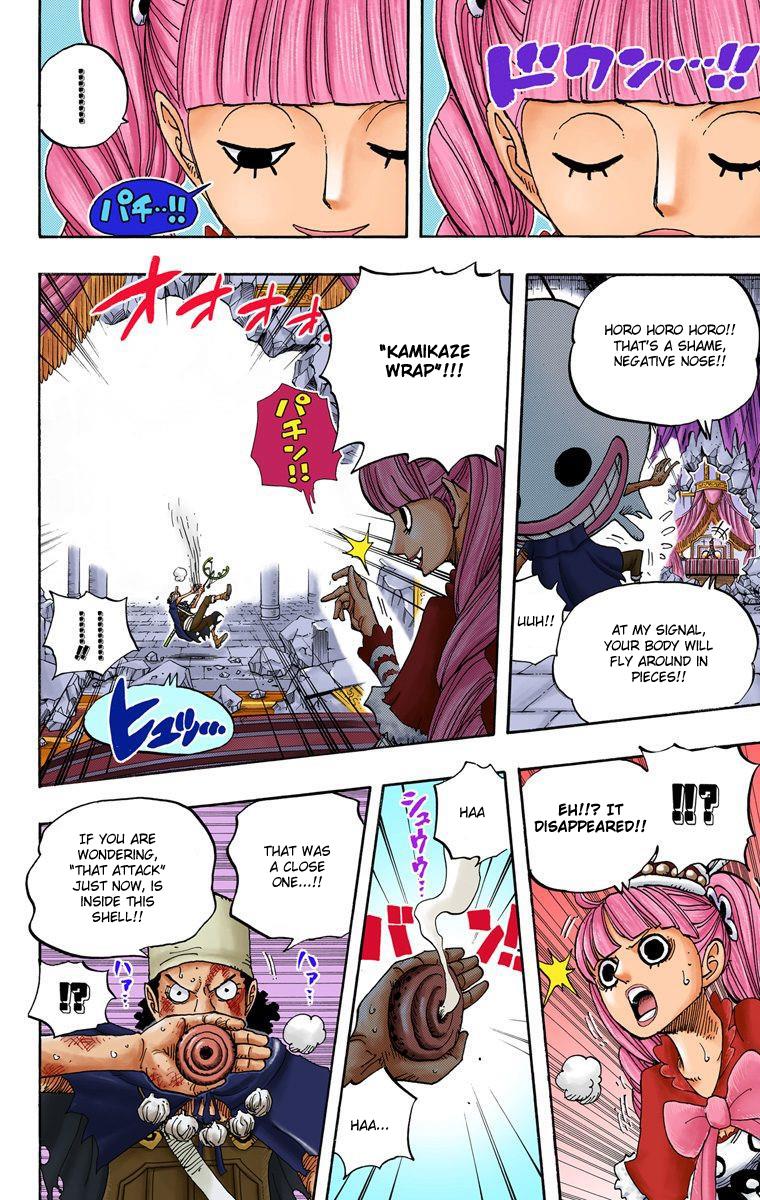 ドクン‥‥!!
パチ‥!!
HORO HORO HORO!!
THAT'S A SHAME,
NEGATIVE NOSE!!
UUH!!
AT MY SIGNAL,
YOUR BODY WILL
FLY AROUND IN
PIECES!!
"KAMIKAZE
WRAP"!!!
パチン!!
オオオオ‥
!!
ヒュッ‥‥
!!?
EH!!? IT
DISAPPEARED!!
HAA
シュウウ‥
バン!!
HAA...
THAT WAS
A CLOSE
ONE...!!
IF YOU ARE
WONDERING,
"THAT ATTACK"
JUST NOW, IS
INSIDE THIS
SHELL!!
ハァ‥
ハァ‥
!?